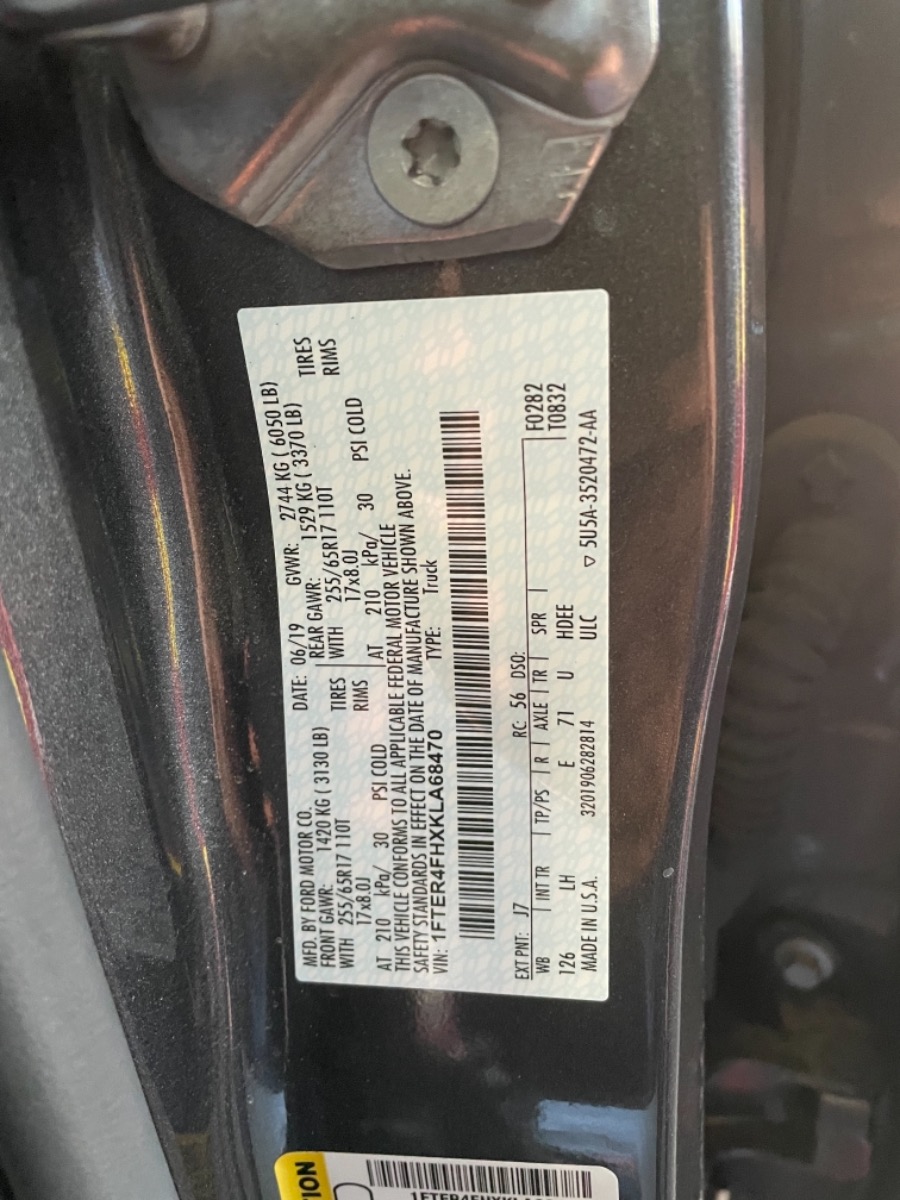 MFD. BY FORD MOTOR CO.
DATE: 06/19 GVWR: 2744 KG ( 6050 LB)
FRONT GAWR: 1420 KG ( 3130 LB) REAR GAWR: 1529 KG ( 3370 LB)
WITH 255/65R17 110T TIRES WITH 255/65R17 110T TIRES
17x8.0J RIMS 17x8.0J RIMS
AT 210 kPa/ 30 PSI COLD AT 210 kPa/ 30 PSI COLD
THIS VEHICLE CONFORMS TO ALL APPLICABLE FEDERAL MOTOR VEHICLE
SAFETY STANDARDS IN EFFECT ON THE DATE OF MANUFACTURE SHOWN ABOVE.
VIN: 1FTER4FHXKLA68470 TYPE: Truck
EXT PNT: J7 RC: 56 DSO: F0282
WB INT TR TP/PS R AXLE TR SPR T0832
126 LH E 71 U HDEE
MADE IN U.S.A. 3201906282814 ULC ▽ 5U5A-3520472-AA